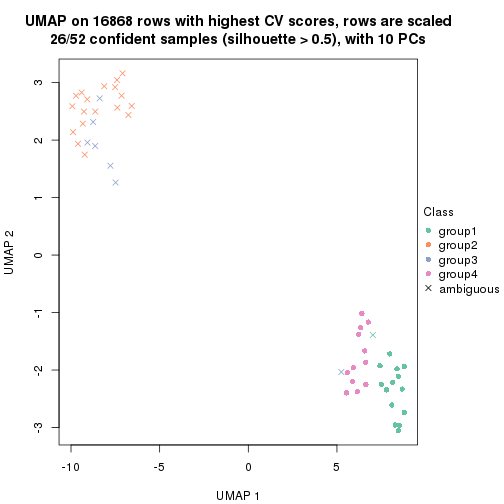 UMAP on 16868 rows with highest CV scores, rows are scaled
26/52 confident samples (silhouette > 0.5), with 10 PCs
3
2
1
0
-1
-2
-3
UMAP 2
-10
-5
0
5
UMAP 1
Class
group1
group2
group3
group4
ambiguous